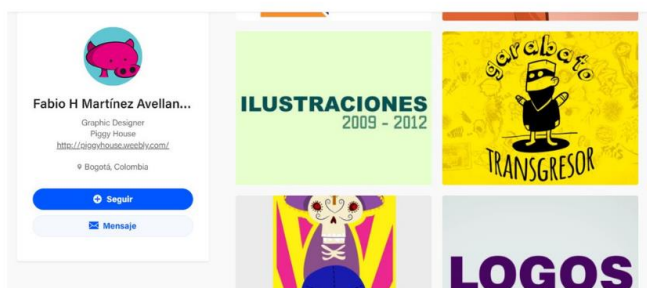 Fabio H Martínez Avellan...
Graphic Designer
Piggy House
http://piggyhouse.weebly.com/
Bogotá, Colombia
Seguir
Mensaje
ILUSTRACIONES
2009 - 2012
garabato
TRANSGRESOR
LOGOS